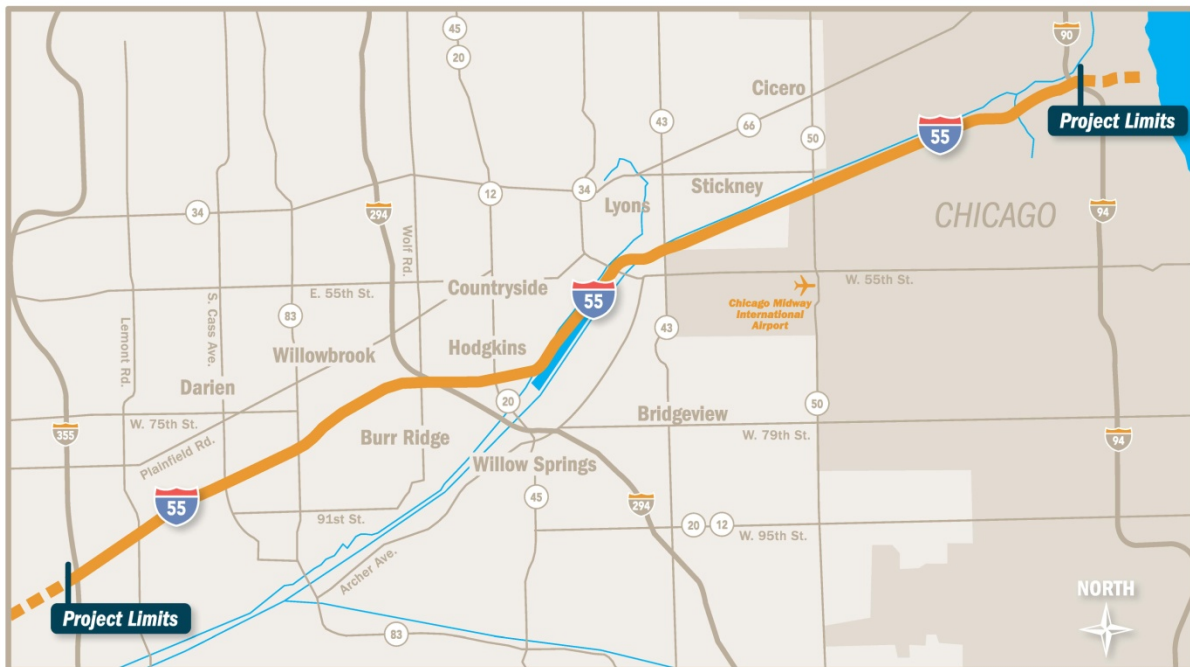 45
90
20
Cicero
Project Limits
43
66
50
55
12
34
Stickney
Lyons
34
294
94
CHICAGO
Wolf Rd.
W. 55th St.
Countryside
E. 55th St.
55
Chicago Midway
International
Airport
S. Cass Ave.
Lemont Rd.
83
43
Hodgkins
Willowbrook
Darien
20
50
W. 75th St.
Bridgeview
W. 79th St.
355
Plainfield Rd.
Burr Ridge
94
Willow Springs
55
45
294
91st St.
20
12
W. 95th St.
Archer Ave.
NORTH
Project Limits
83